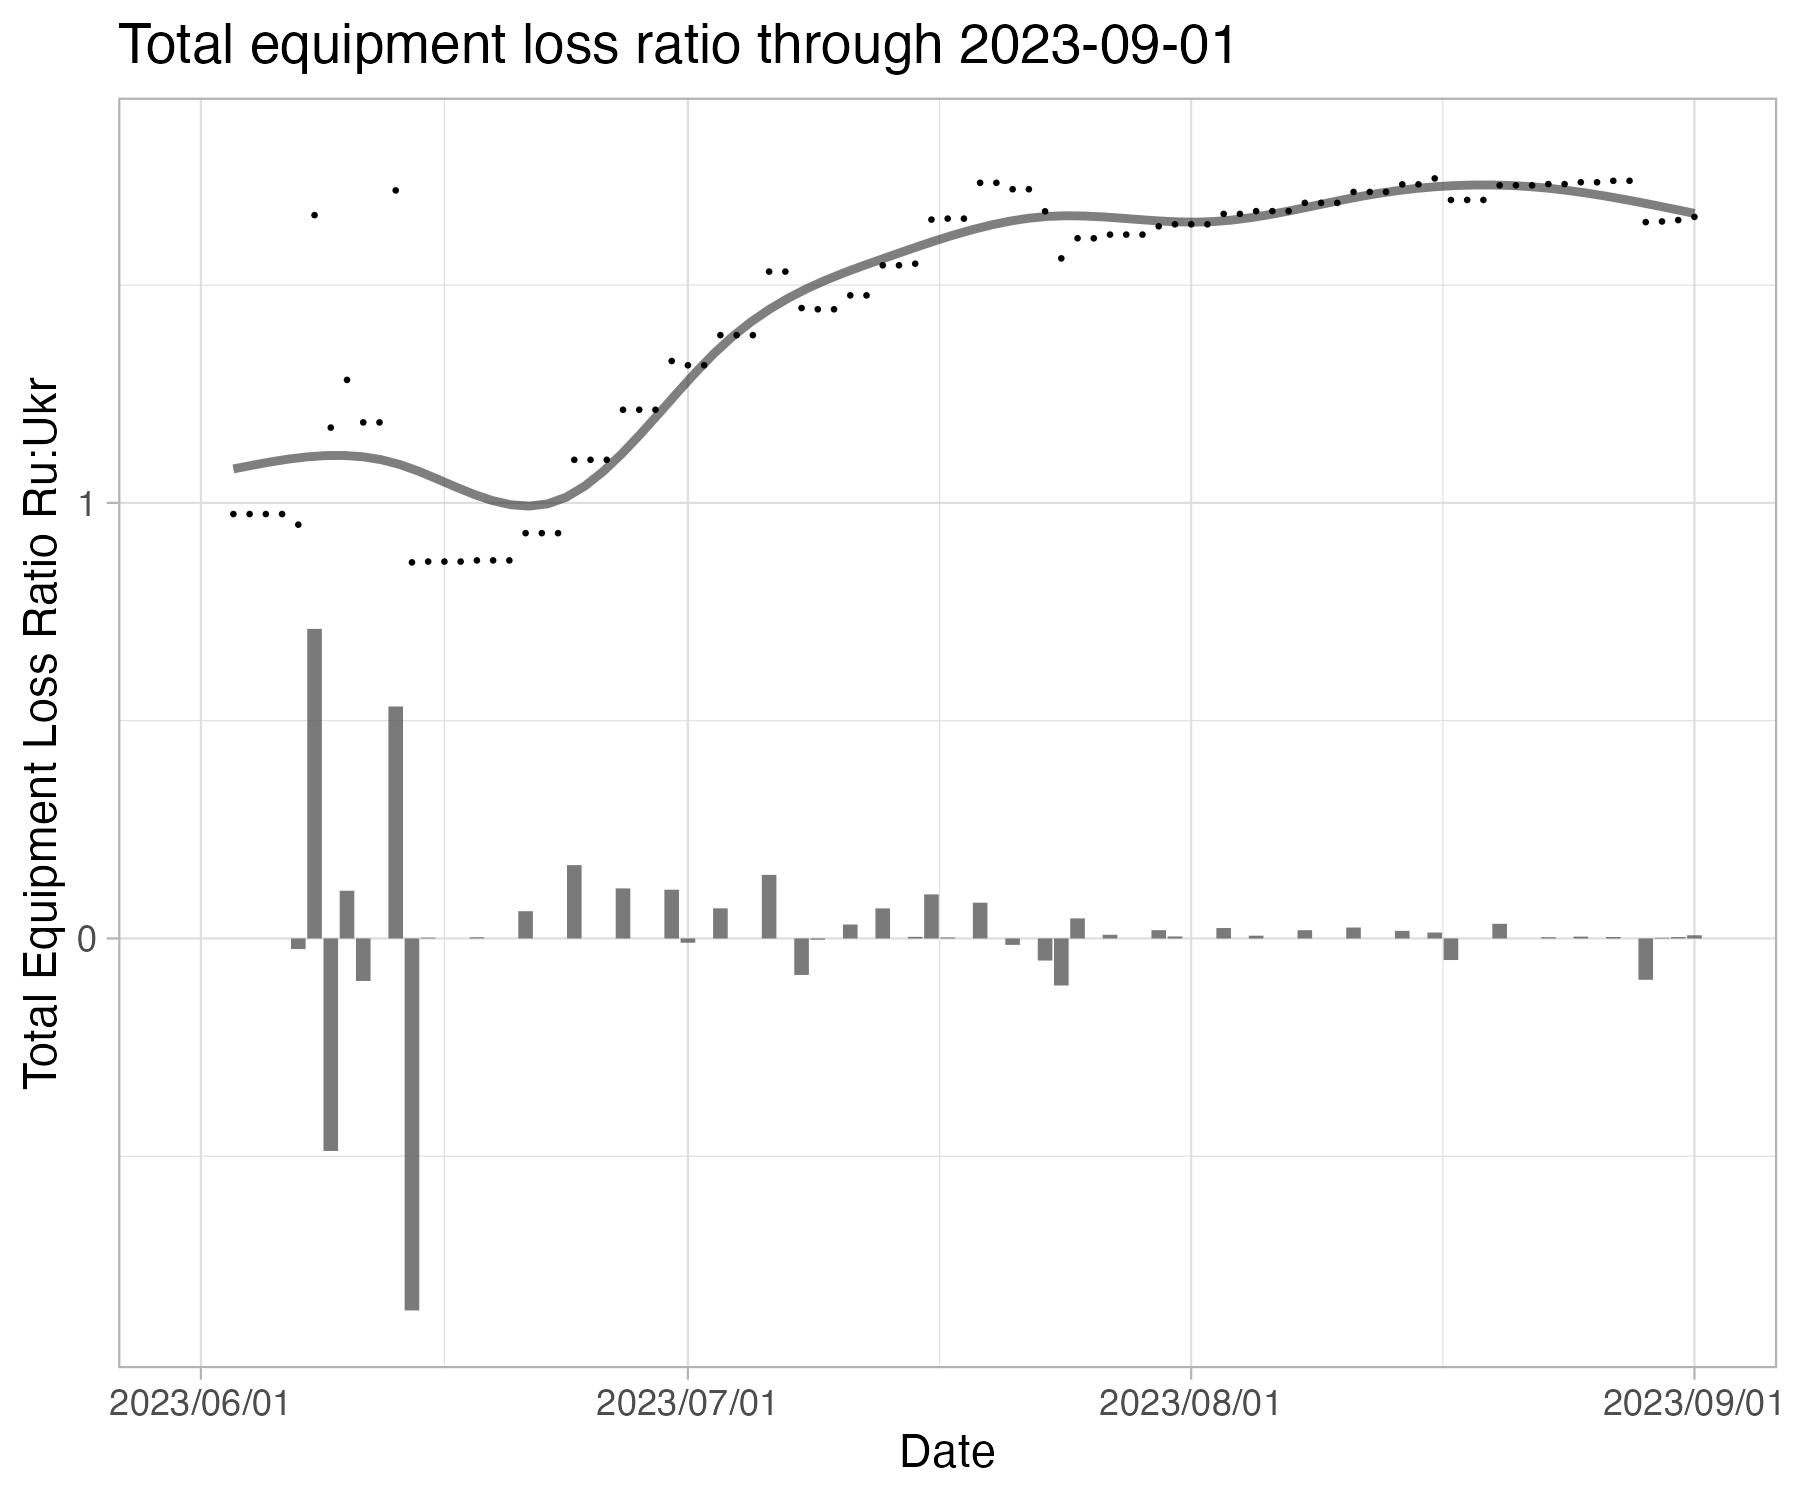 Total equipment loss ratio through 2023-09-01
Total Equipment Loss Ratio Ru:Ukr
1
0
2023/06/01
2023/07/01
2023/08/01
2023/09/01
Date